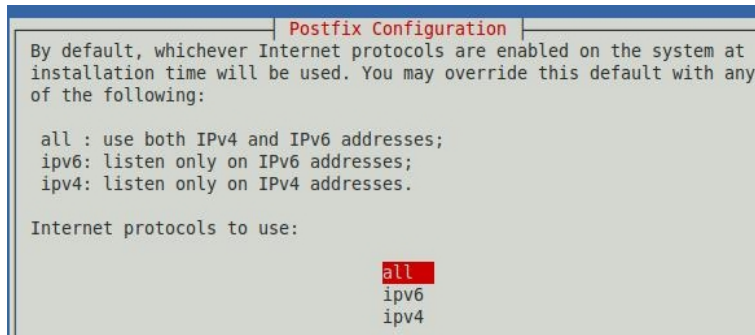 Postfix Configuration
By default, whichever Internet protocols are enabled on the system at
installation time will be used. You may override this default with any
of the following:
all : use both IPv4 and IPv6 addresses;
ipv6: listen only on IPv6 addresses;
ipv4: listen only on IPv4 addresses.
Internet protocols to use:
all
ipv6
ipv4